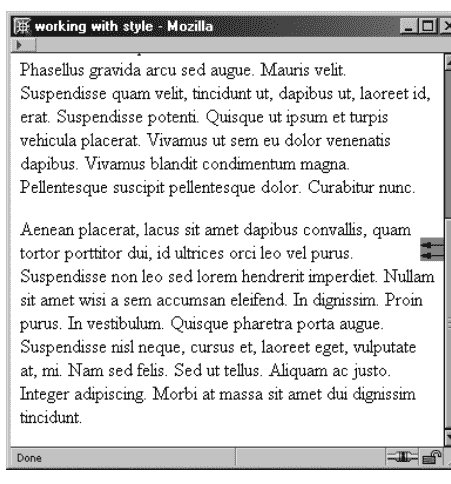 working with style - Mozilla
Phasellus gravida arcu sed augue. Mauris velit.
Suspendisse quam velit, tincidunt ut, dapibus ut, laoreet id,
erat. Suspendisse potenti. Quisque ut ipsum et turpis
vehicula placerat. Vivamus ut sem eu dolor venenatis
dapibus. Vivamus blandit condimentum magna.
Pellentesque suscipit pellentesque dolor. Curabitur nunc.
Aenean placerat, lacus sit amet dapibus convallis, quam
tortor porttitor dui, id ultrices orci leo vel purus.
Suspendisse non leo sed lorem hendrerit imperdiet. Nullam
sit amet wisi a sem accumsan eleifend. In dignissim. Proin
purus. In vestibulum. Quisque pharetra porta augue.
Suspendisse nisl neque, cursus et, laoreet eget, vulputate
at, mi. Nam sed felis. Sed ut tellus. Aliquam ac justo.
Integer adipiscing. Morbi at massa sit amet dui dignissim
tincidunt.
Done